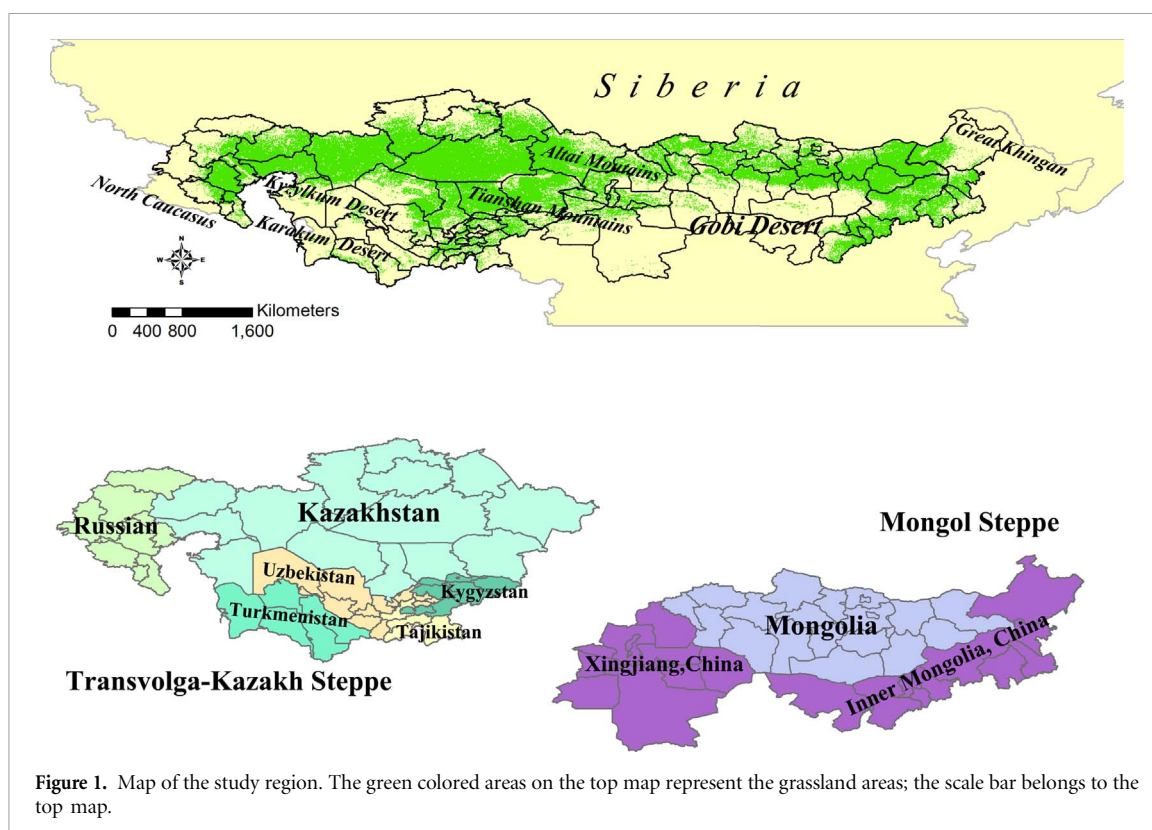 Siberia
Great Khingan
Altai Moutains
Kyzylkum Desert
Tianshan Mountains
North Caucasus
Karakum Desert
Gobi Desert
N
W E
S
Kilometers
0 400 800 1,600
Mongol Steppe
Kazakhstan
Russian
Uzbekistan
Kygyzstan
Turkmenistan
Tajikistan
Mongolia
Xingjiang,China
Inner Mongolia, China
Transvolga-Kazakh Steppe
Figure 1. Map of the study region. The green colored areas on the top map represent the grassland areas; the scale bar belongs to the
top map.